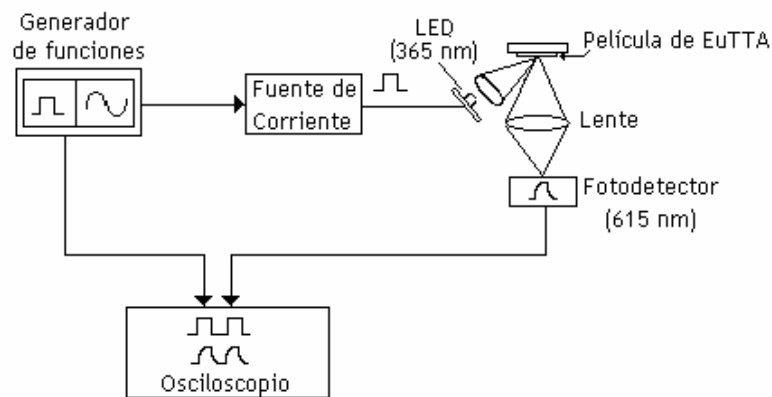 Generador
de funciones
Fuente de
Corriente
LED
(365 nm)
Película de EuTTA
Lente
Fotodetector
(615 nm)
Osciloscopio